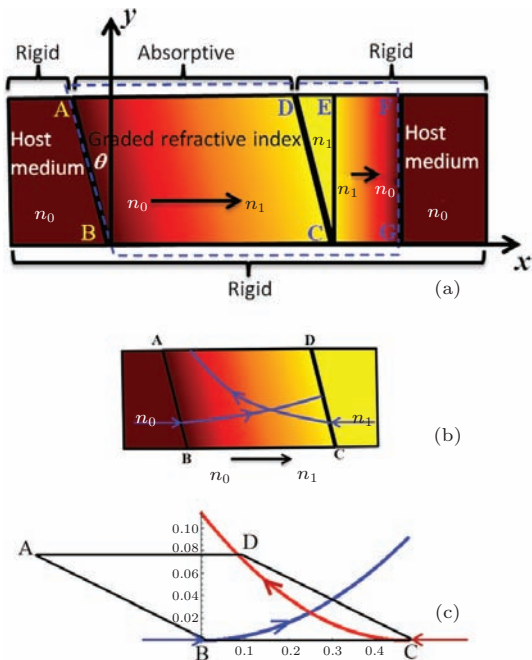 y
Rigid Absorptive Rigid
A D E F
Host medium
Graded refractive index
n₁
Host medium
θ
n₀ n₀ n₁ n₁ n₀ n₀
B C G x
Rigid (a)
A D
n₀ n₁ (b)
B C
n₀ n₁
0.10
A 0.08 D
0.06
0.04 (c)
0.02
B 0.1 0.2 0.3 0.4 C